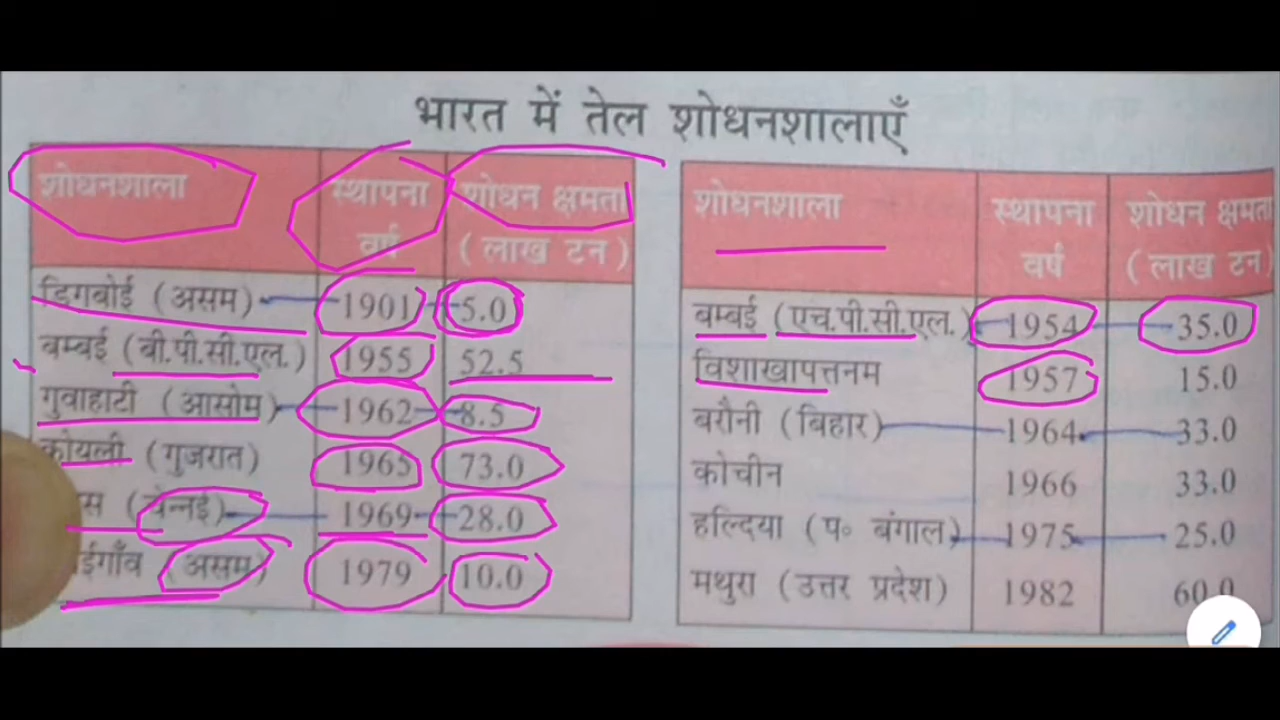 भारत में तेल शोधनशालाएँ
शोधनशाला स्थापना वर्ष शोधन क्षमता (लाख टन)
डिगबोई (असम) 1901 5.0
बम्बई (बी.पी.सी.एल.) 1955 52.5
गुवाहाटी (आसोम) 1962 8.5
कोयली (गुजरात) 1965 73.0
(चेन्नई) 1969 28.0
(असम) 1979 10.0
शोधनशाला स्थापना वर्ष शोधन क्षमता (लाख टन)
बम्बई (एच.पी.सी.एल.) 1954 35.0
विशाखापत्तनम 1957 15.0
बरौनी (बिहार) 1964 33.0
कोचीन 1966 33.0
हल्दिया (प० बंगाल) 1975 25.0
मथुरा (उत्तर प्रदेश) 1982 60.0